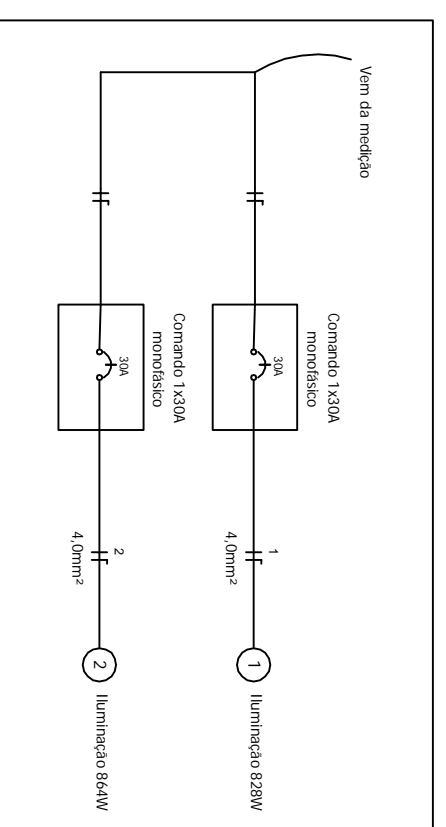 Vem da medição
Comando 1x30A
monofásico
30A
1
4,0mm²
1
Iluminação 828W
Comando 1x30A
monofásico
30A
2
4,0mm²
2
Iluminação 864W